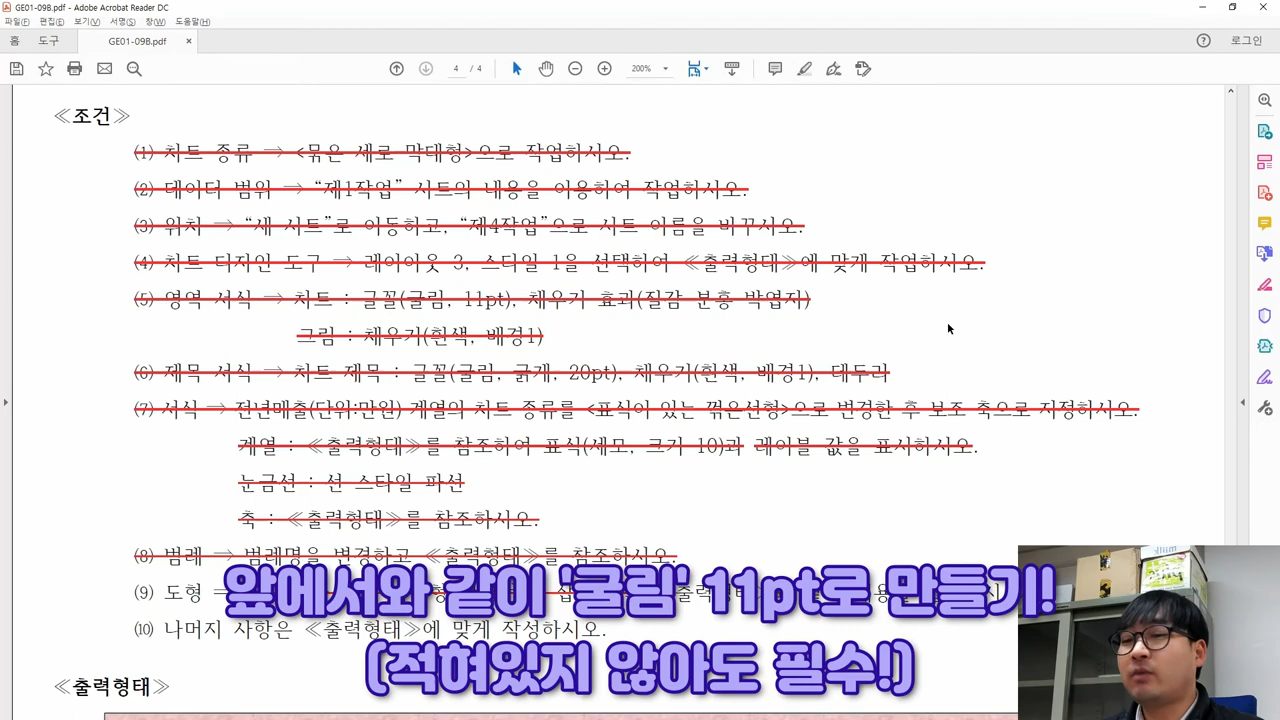 GE01-09B.pdf - Adobe Acrobat Reader DC
파일(F) 편집(E) 보기(V) 서명(S) 창(W) 도움말(H)
홈 도구 GE01-09B.pdf × 로그인
4 / 4 200%
≪조건≫
(1) 차트 종류 ⇒ <묶은 세로 막대형>으로 작업하시오.
(2) 데이터 범위 ⇒ “제1작업” 시트의 내용을 이용하여 작업하시오.
(3) 위치 ⇒ “새 시트”로 이동하고, “제4작업”으로 시트 이름을 바꾸시오.
(4) 차트 디자인 도구 ⇒ 레이아웃 3, 스타일 1을 선택하여 ≪출력형태≫에 맞게 작업하시오.
(5) 영역 서식 ⇒ 차트 : 글꼴(굴림, 11pt), 채우기 효과(질감-분홍 박엽지)
그림 : 채우기(흰색, 배경1)
(6) 제목 서식 ⇒ 차트 제목 : 글꼴(굴림, 굵게, 20pt), 채우기(흰색, 배경1), 테두리
(7) 서식 ⇒ 전년매출(단위:만원) 계열의 차트 종류를 <표식이 있는 꺾은선형>으로 변경한 후 보조 축으로 지정하시오.
계열 : ≪출력형태≫를 참조하여 표식(세모, 크기 10)과 레이블 값을 표시하시오.
눈금선 : 선 스타일-파선
축 : ≪출력형태≫를 참조하시오.
(8) 범례 ⇒ 범례명을 변경하고 ≪출력형태≫를 참조하시오.
(9) 도형
앞에서와 같이 '굴림' 11pt로 만들기!
(10) 나머지 사항은 ≪출력형태≫에 맞게 작성하시오.
(적혀있지 않아도 필수!)
≪출력형태≫